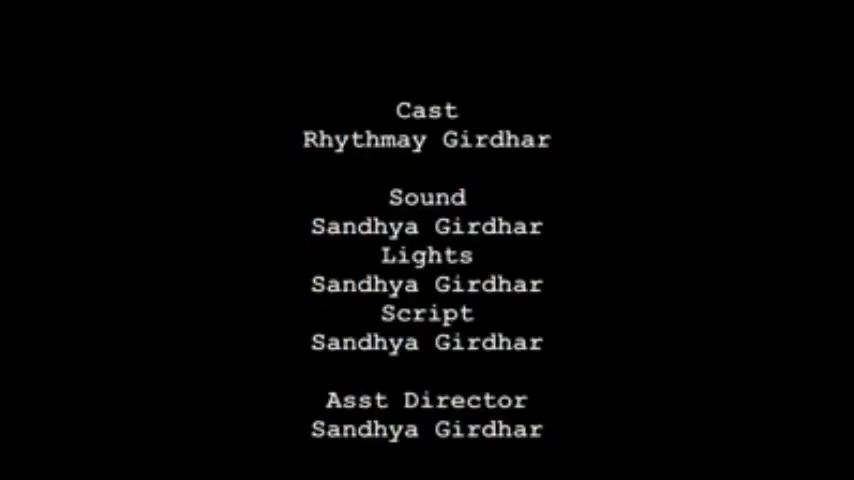 Cast
Rhythmay Girdhar
Sound
Sandhya Girdhar
Lights
Sandhya Girdhar
Script
Sandhya Girdhar
Asst Director
Sandhya Girdhar